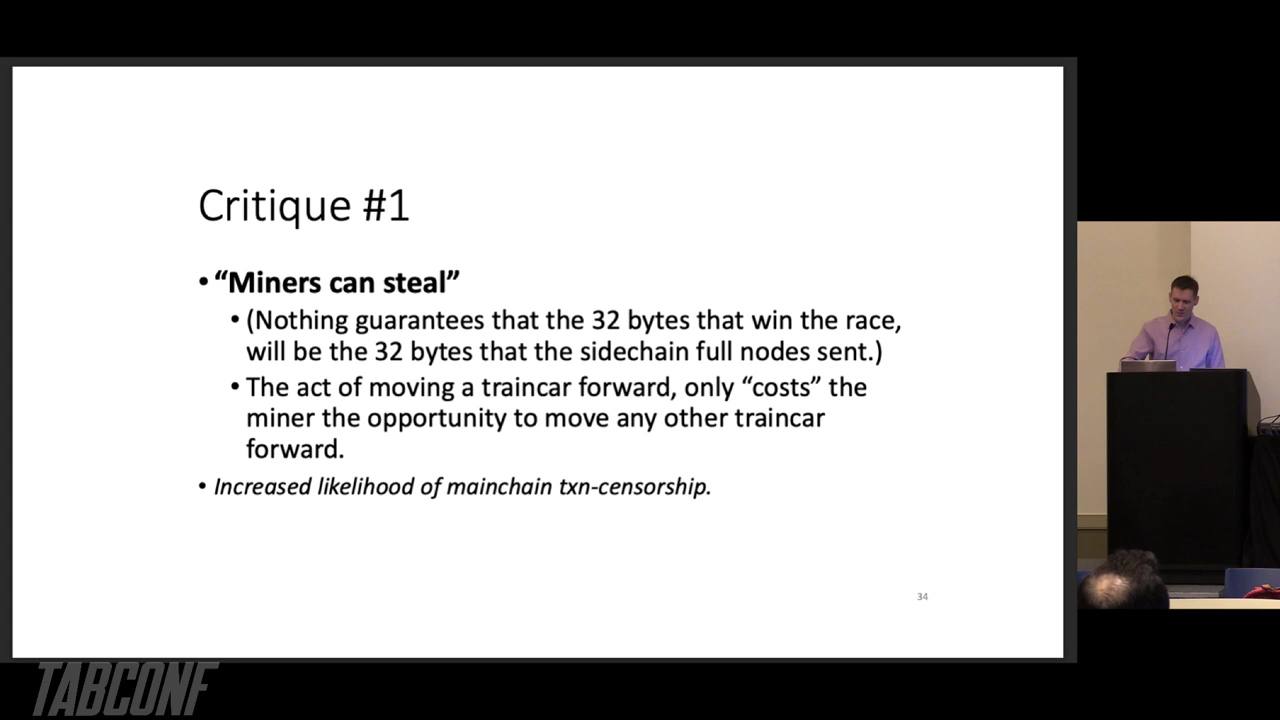 Critique #1
• “Miners can steal”
• (Nothing guarantees that the 32 bytes that win the race,
will be the 32 bytes that the sidechain full nodes sent.)
• The act of moving a traincar forward, only “costs” the
miner the opportunity to move any other traincar
forward.
• Increased likelihood of mainchain txn-censorship.
34
TABCONF